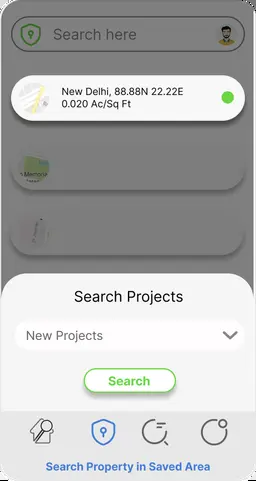 Search here
New Delhi, 88.88N 22.22E
0.020 Ac/Sq Ft
Memoria
Search Projects
New Projects
Search
Search Property in Saved Area